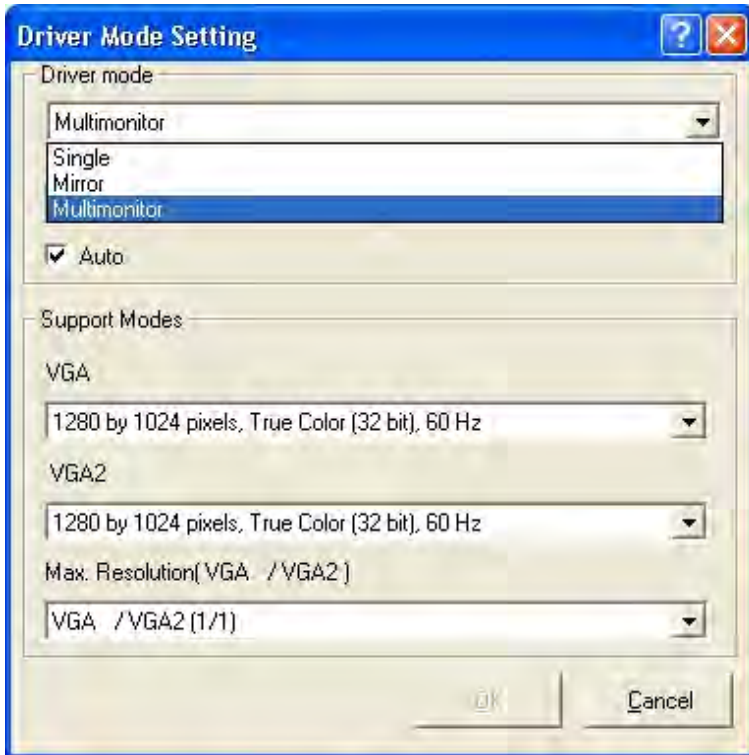 Driver Mode Setting
Driver mode
Multimonitor
Single
Mirror
Multimonitor
Auto
Support Modes
VGA
1280 by 1024 pixels, True Color (32 bit), 60 Hz
VGA2
1280 by 1024 pixels, True Color (32 bit), 60 Hz
Max. Resolution( VGA / VGA2 )
VGA / VGA2 (1/1)
OK Cancel